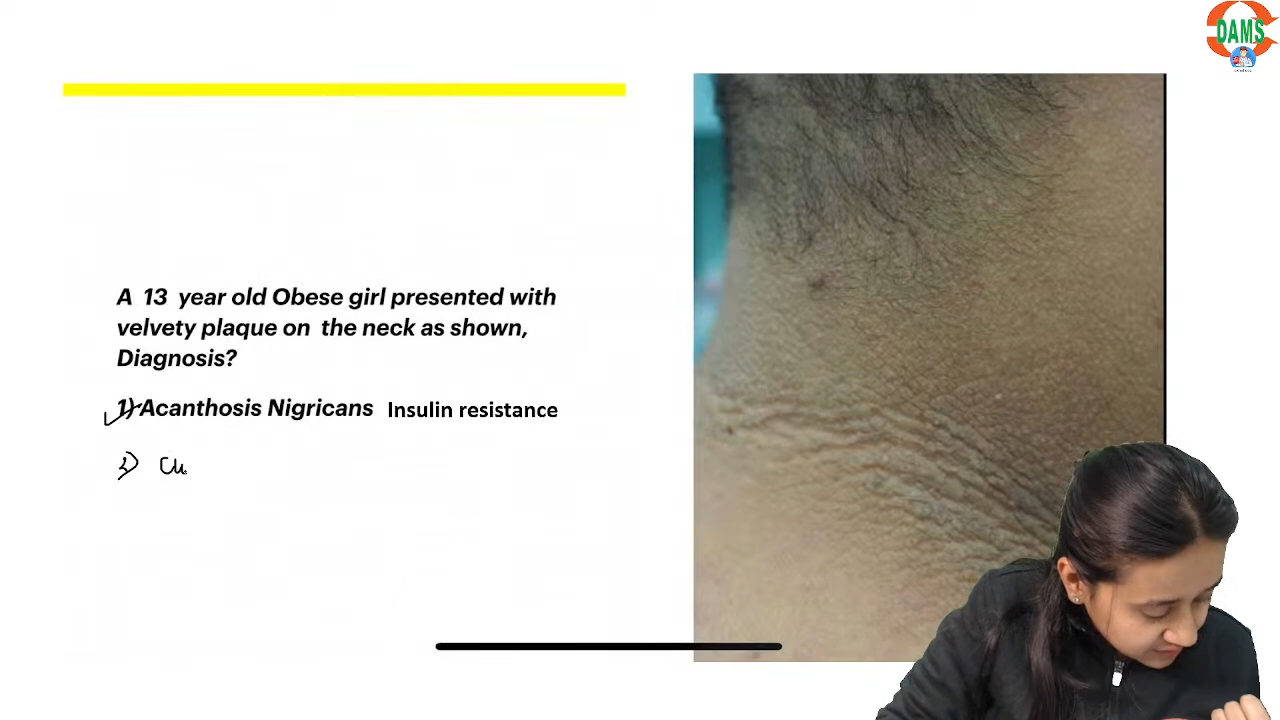 DAMS
A 13 year old Obese girl presented with
velvety plaque on the neck as shown,
Diagnosis?
1) Acanthosis Nigricans Insulin resistance